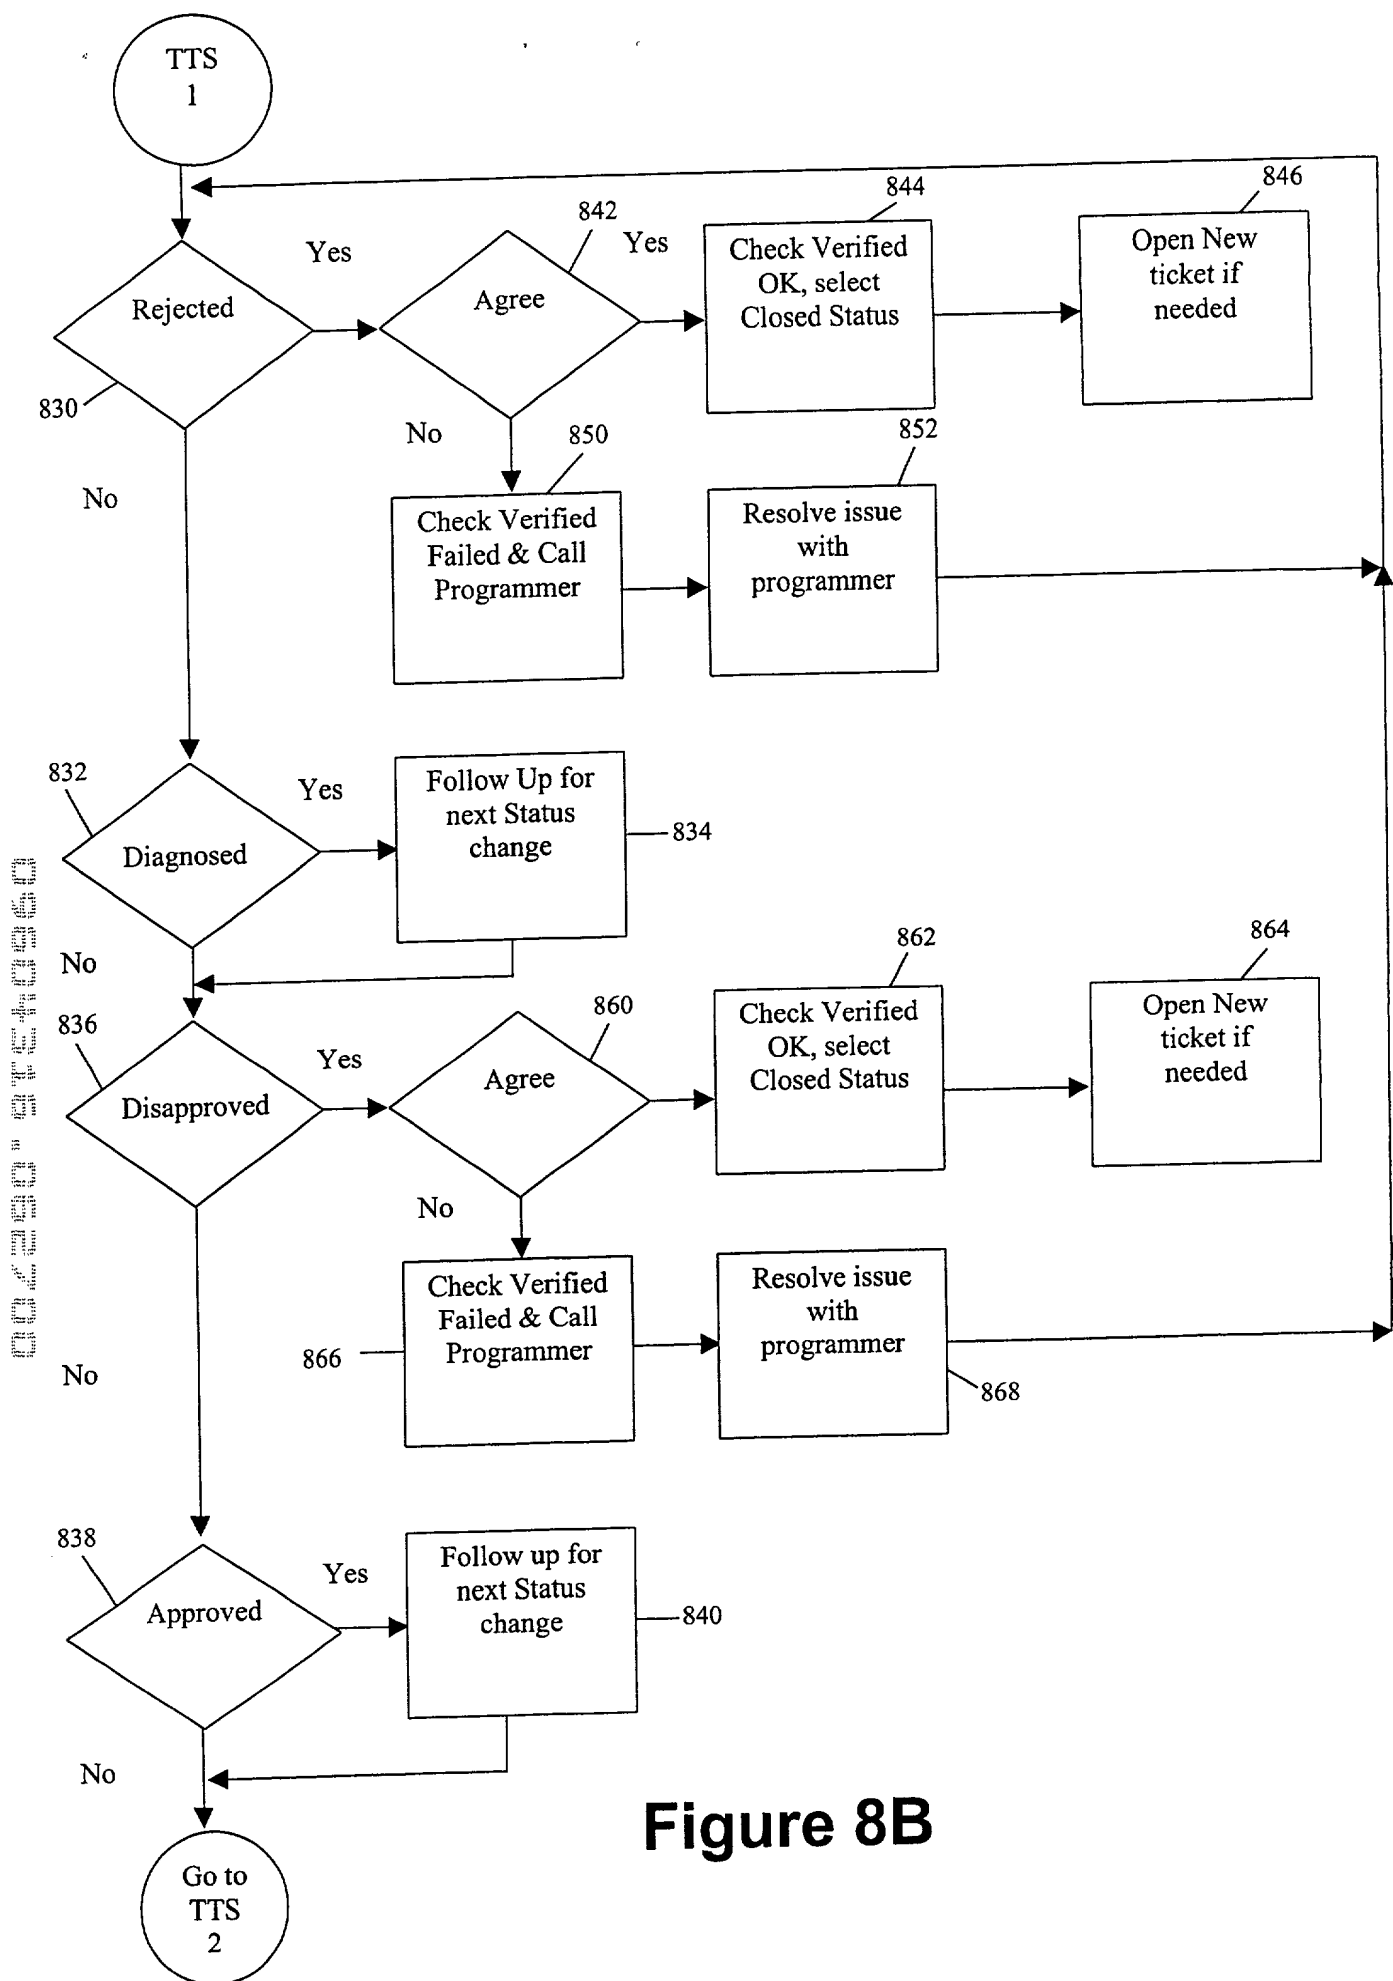 TTS
1
844
846
842
Yes
Yes
Check Verified
OK, select
Closed Status
Open New
ticket if
needed
Rejected
Agree
830
No
850
852
No
Check Verified
Failed & Call
Programmer
Resolve issue
with
programmer
832
Yes
Follow Up for
next Status
change
834
Diagnosed
No
862
864
836
860
Yes
Check Verified
OK, select
Closed Status
Open New
ticket if
needed
Disapproved
Agree
No
Check Verified
Failed & Call
Programmer
Resolve issue
with
programmer
866
868
No
838
Yes
Follow up for
next Status
change
840
Approved
No
Figure 8B
Go to
TTS
2